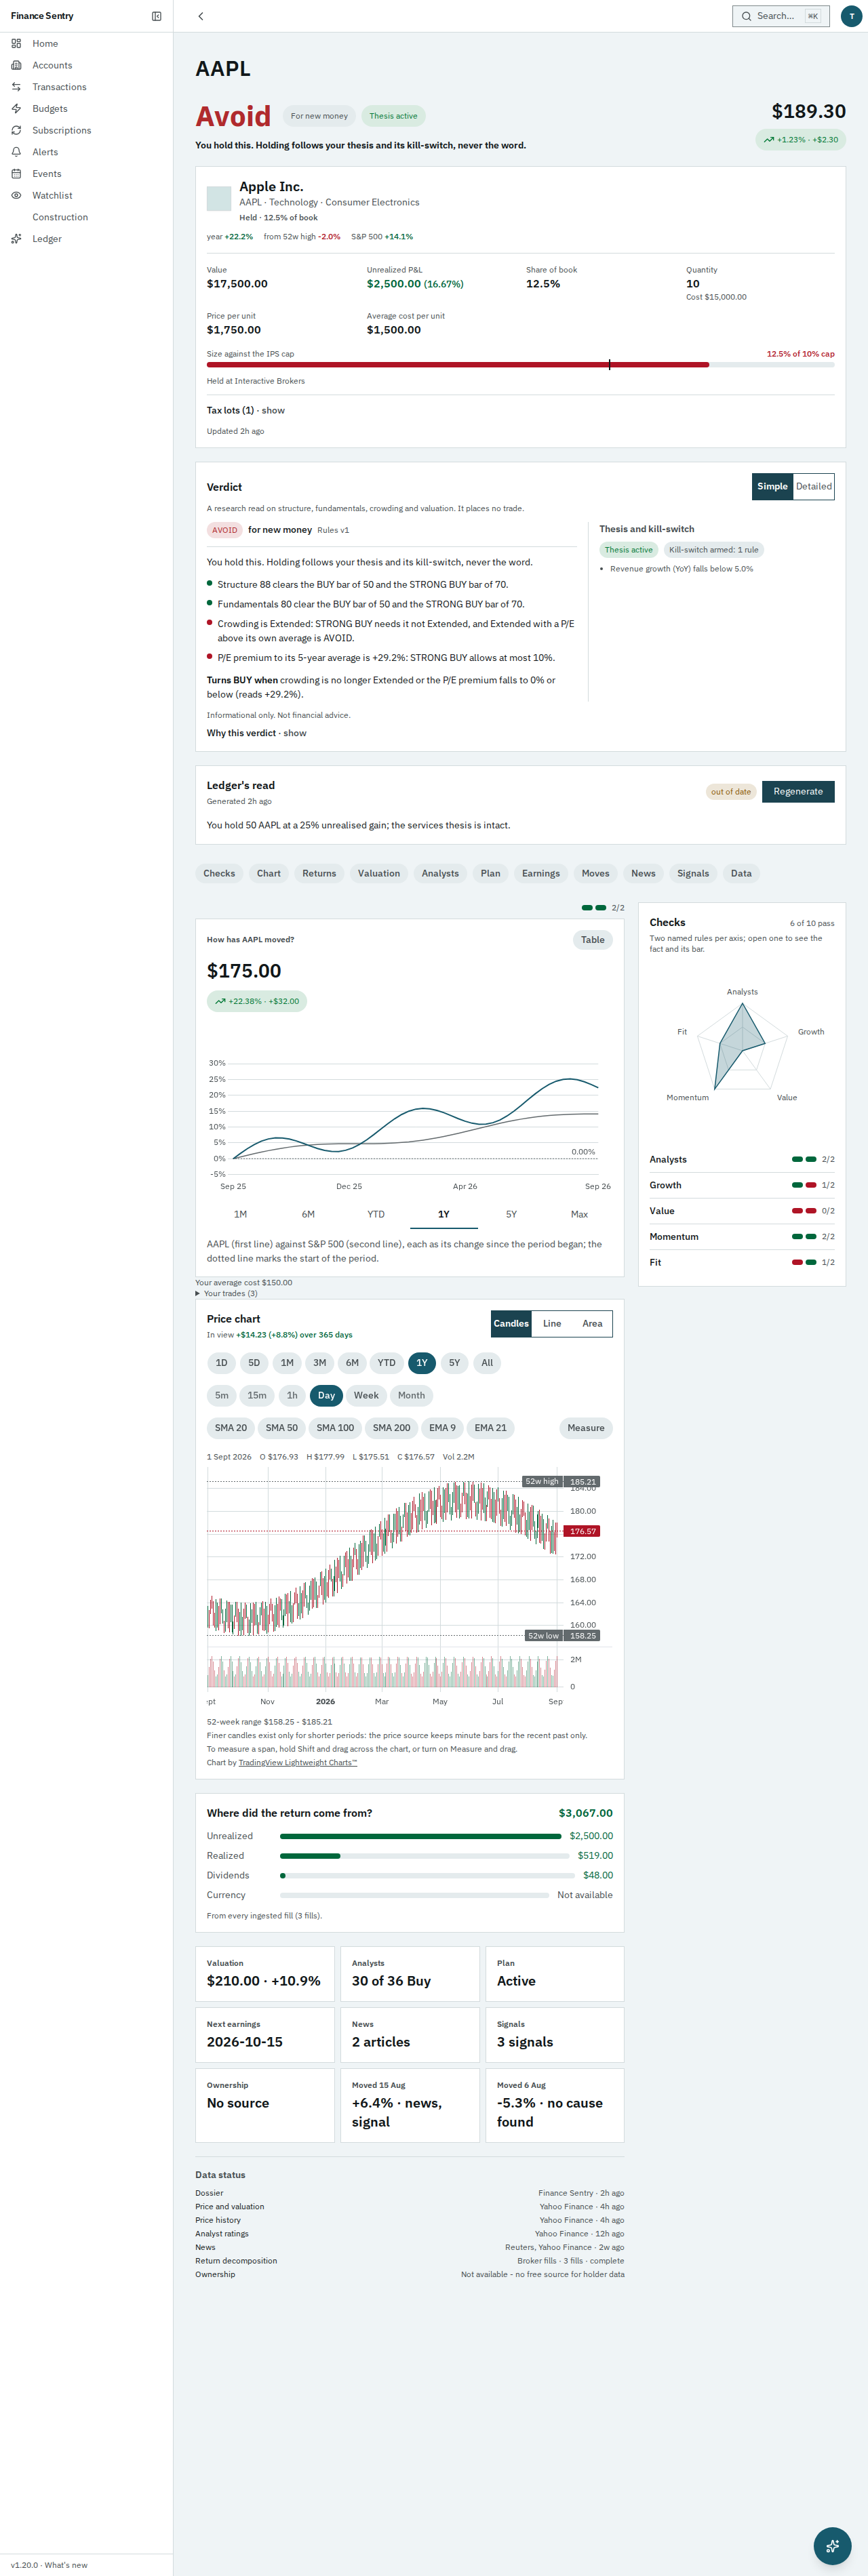 Finance Sentry
Search...
⌘K
T
Home
Accounts
Transactions
Budgets
Subscriptions
Alerts
Events
Watchlist
Construction
Ledger
AAPL
Avoid
For new money
Thesis active
$189.30
+1.23% · +$2.30
You hold this. Holding follows your thesis and its kill-switch, never the word.
Apple Inc.
AAPL · Technology · Consumer Electronics
Held · 12.5% of book
year +22.2% from 52w high -2.0% S&P 500 +14.1%
Value
$17,500.00
Unrealized P&L
$2,500.00 (16.67%)
Share of book
12.5%
Quantity
10
Cost $15,000.00
Price per unit
$1,750.00
Average cost per unit
$1,500.00
Size against the IPS cap
12.5% of 10% cap
Held at Interactive Brokers
Tax lots (1) · show
Updated 2h ago
Verdict
Simple
Detailed
A research read on structure, fundamentals, crowding and valuation. It places no trade.
AVOID for new money Rules v1
You hold this. Holding follows your thesis and its kill-switch, never the word.
Structure 88 clears the BUY bar of 50 and the STRONG BUY bar of 70.
Fundamentals 80 clear the BUY bar of 50 and the STRONG BUY bar of 70.
Crowding is Extended: STRONG BUY needs it not Extended, and Extended with a P/E
above its own average is AVOID.
P/E premium to its 5-year average is +29.2%: STRONG BUY allows at most 10%.
Turns BUY when crowding is no longer Extended or the P/E premium falls to 0% or
below (reads +29.2%).
Informational only. Not financial advice.
Why this verdict · show
Thesis and kill-switch
Thesis active
Kill-switch armed: 1 rule
• Revenue growth (YoY) falls below 5.0%
Ledger's read
Generated 2h ago
out of date
Regenerate
You hold 50 AAPL at a 25% unrealised gain; the services thesis is intact.
Checks
Chart
Returns
Valuation
Analysts
Plan
Earnings
Moves
News
Signals
Data
2/2
How has AAPL moved?
Table
$175.00
+22.38% · +$32.00
30%
25%
20%
15%
10%
5%
0%
-5%
0.00%
Sep 25
Dec 25
Apr 26
Sep 26
1M
6M
YTD
1Y
5Y
Max
AAPL (first line) against S&P 500 (second line), each as its change since the period began; the
dotted line marks the start of the period.
Your average cost $150.00
Your trades (3)
Checks
6 of 10 pass
Two named rules per axis; open one to see the
fact and its bar.
Analysts
Growth
Value
Momentum
Fit
Analysts 2/2
Growth 1/2
Value 0/2
Momentum 2/2
Fit 1/2
Price chart
In view +$14.23 (+8.8%) over 365 days
Candles
Line
Area
1D
5D
1M
3M
6M
YTD
1Y
5Y
All
5m
15m
1h
Day
Week
Month
SMA 20
SMA 50
SMA 100
SMA 200
EMA 9
EMA 21
Measure
1 Sept 2026 O $176.93 H $177.99 L $175.51 C $176.57 Vol 2.2M
52w high 185.21
184.00
180.00
176.57
172.00
168.00
164.00
160.00
52w low 158.25
2M
0
pt
Nov
2026
Mar
May
Jul
Sep
52-week range $158.25 - $185.21
Finer candles exist only for shorter periods: the price source keeps minute bars for the recent past only.
To measure a span, hold Shift and drag across the chart, or turn on Measure and drag.
Chart by TradingView Lightweight Charts™
Where did the return come from?
$3,067.00
Unrealized $2,500.00
Realized $519.00
Dividends $48.00
Currency Not available
From every ingested fill (3 fills).
Valuation
$210.00 · +10.9%
Analysts
30 of 36 Buy
Plan
Active
Next earnings
2026-10-15
News
2 articles
Signals
3 signals
Ownership
No source
Moved 15 Aug
+6.4% · news,
signal
Moved 6 Aug
-5.3% · no cause
found
Data status
Dossier Finance Sentry · 2h ago
Price and valuation Yahoo Finance · 4h ago
Price history Yahoo Finance · 4h ago
Analyst ratings Yahoo Finance · 12h ago
News Reuters, Yahoo Finance · 2w ago
Return decomposition Broker fills · 3 fills · complete
Ownership Not available - no free source for holder data
v1.20.0 · What's new